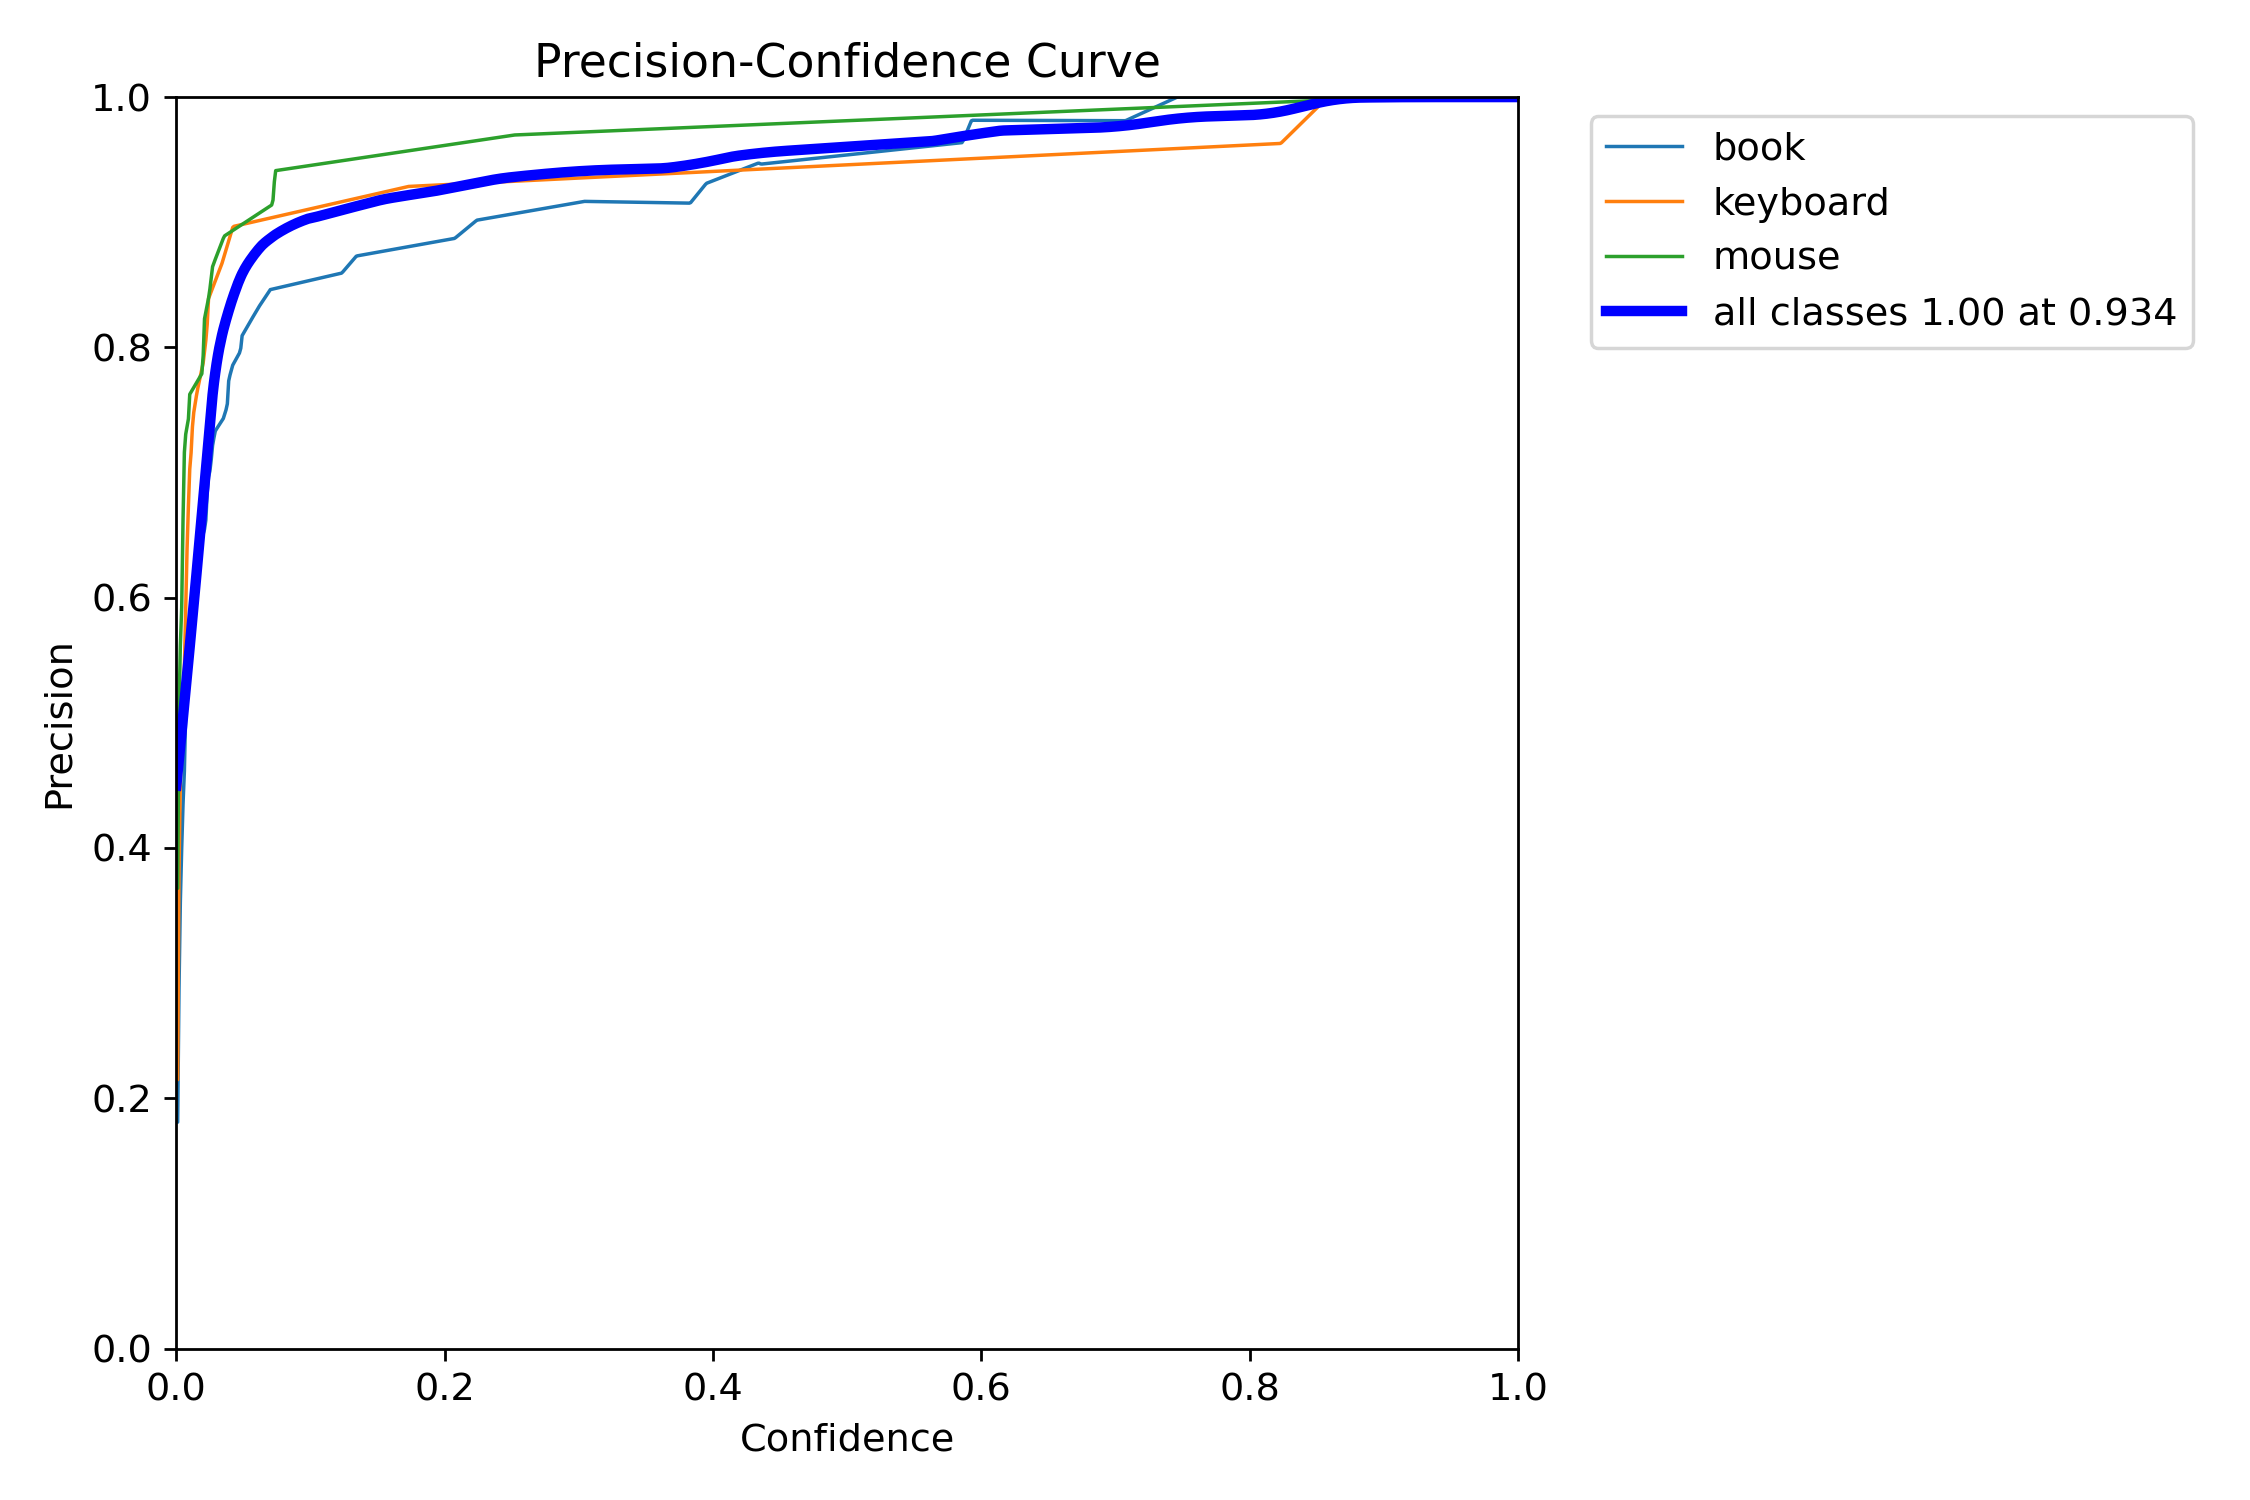 Precision-Confidence Curve
1.0
0.8
0.6
0.4
0.2
0.0
Precision
0.0 0.2 0.4 0.6 0.8 1.0
Confidence
book
keyboard
mouse
all classes 1.00 at 0.934